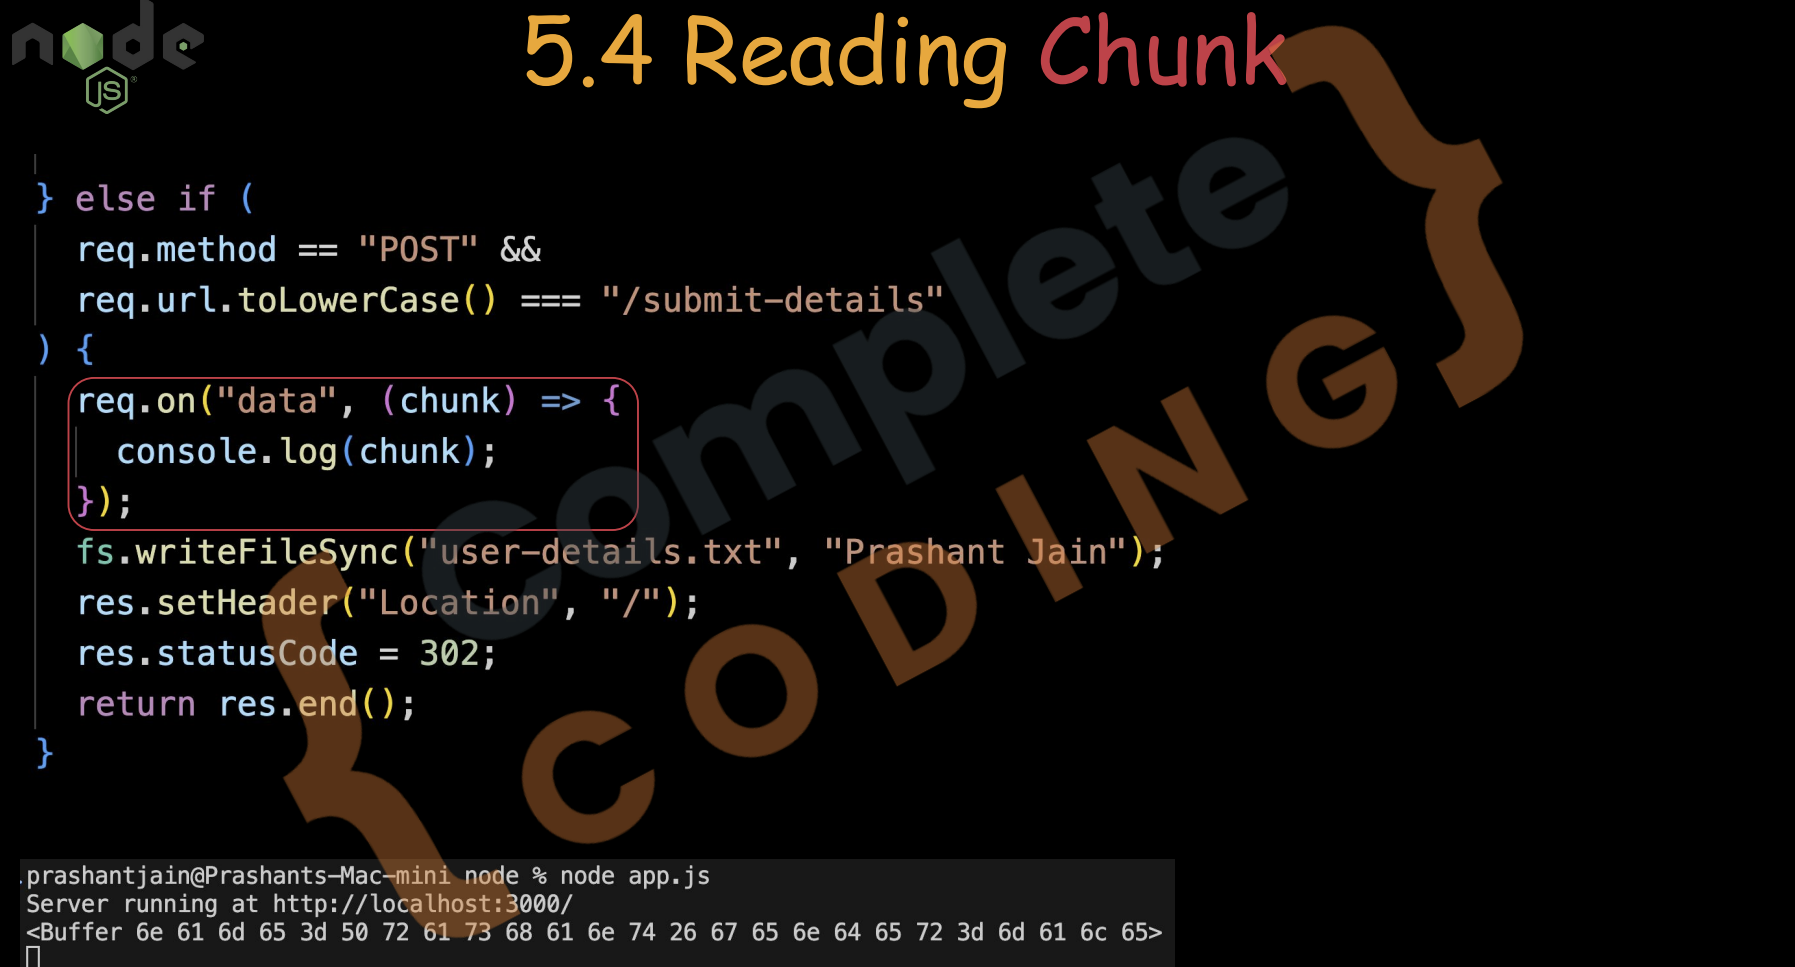 node
JS
5.4 Reading Chunk
} else if (
req.method == "POST" &&
req.url.toLowerCase() === "/submit-details"
) {
req.on("data", (chunk) => {
console.log(chunk);
});
fs.writeFileSync("user-details.txt", "Prashant Jain");
res.setHeader("Location", "/");
res.statusCode = 302;
return res.end();
}
{ Complete
CODING }
prashantjain@Prashants-Mac-mini node % node app.js
Server running at http://localhost:3000/
<Buffer 6e 61 6d 65 3d 50 72 61 73 68 61 6e 74 26 67 65 6e 64 65 72 3d 6d 61 6c 65>